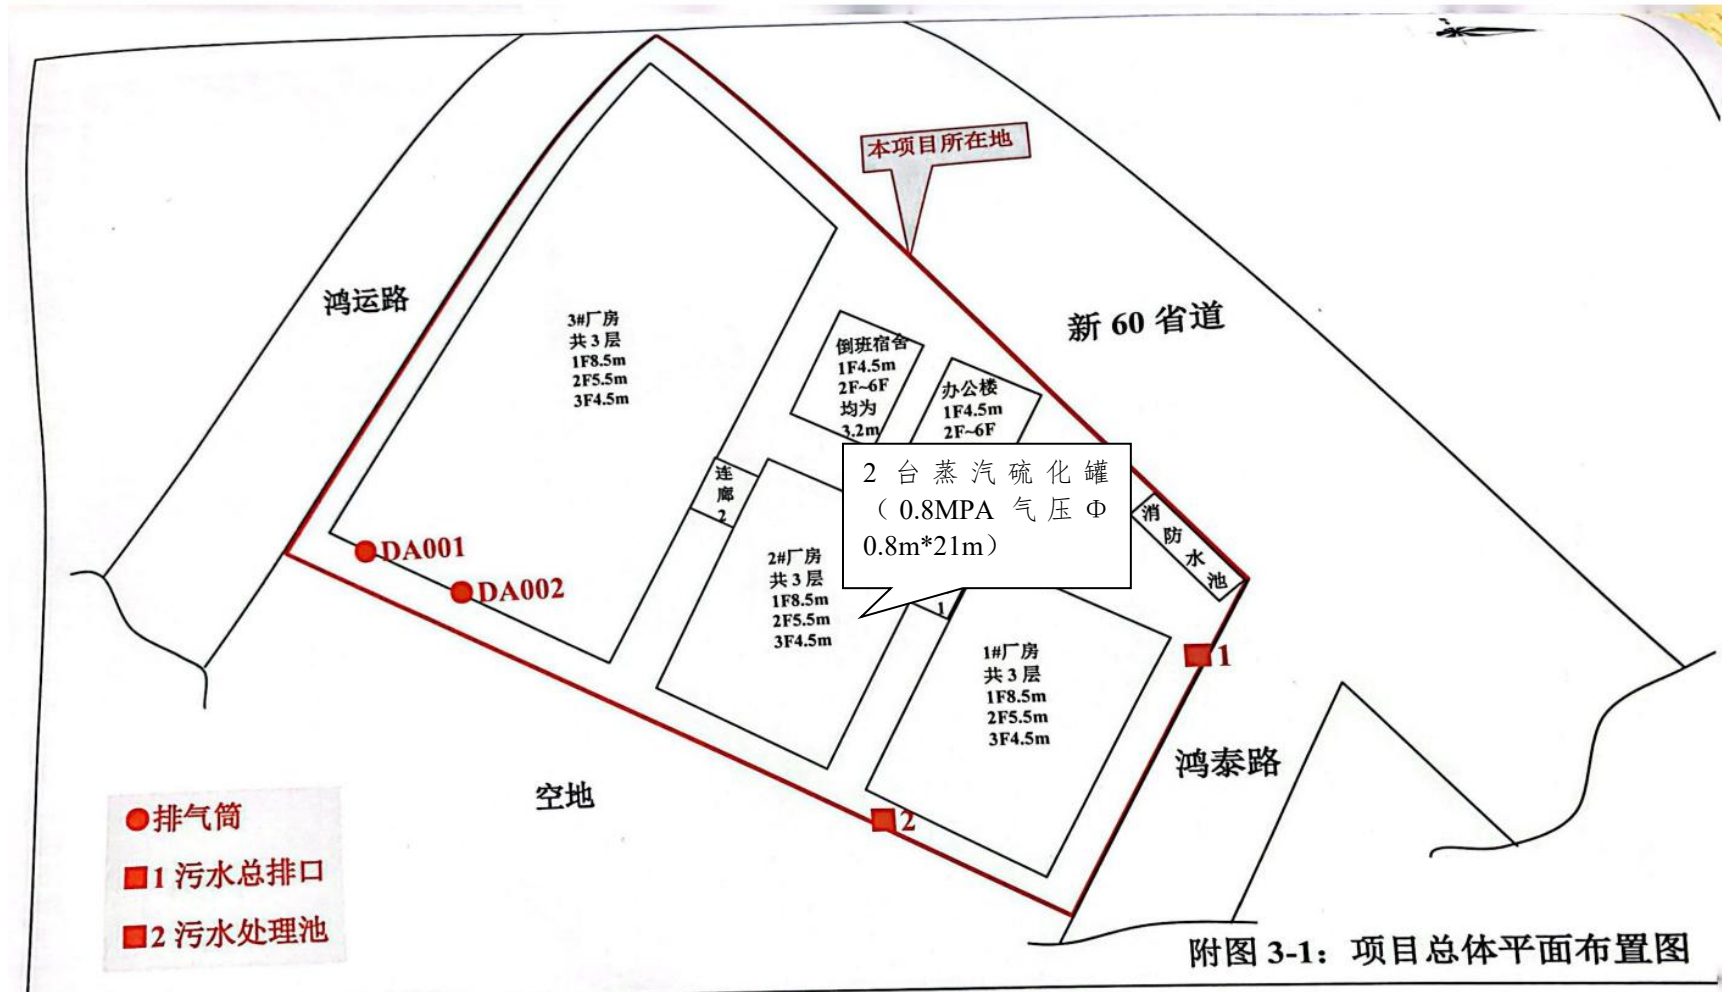 本项目所在地
鸿运路
新 60 省道
3#厂房
共 3 层
1F8.5m
2F5.5m
3F4.5m
倒班宿舍
1F4.5m
2F~6F
均为
3.2m
办公楼
1F4.5m
2F~6F
连
廊
2
2 台蒸汽硫化罐
（0.8MPA 气压Φ
0.8m*21m）
消
防
水
池
DA001
DA002
2#厂房
共 3 层
1F8.5m
2F5.5m
3F4.5m
1
1#厂房
共 3 层
1F8.5m
2F5.5m
3F4.5m
1
鸿泰路
空地
2
排气筒
1 污水总排口
2 污水处理池
附图 3-1：项目总体平面布置图